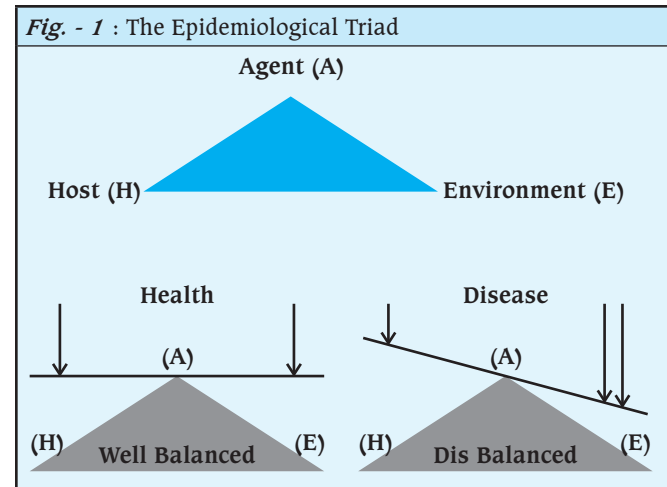 Fig. - 1 : The Epidemiological Triad
Agent (A)
Host (H)
Environment (E)
Health
Disease
(A)
(A)
(H)
Well Balanced
(E)
(H)
Dis Balanced
(E)